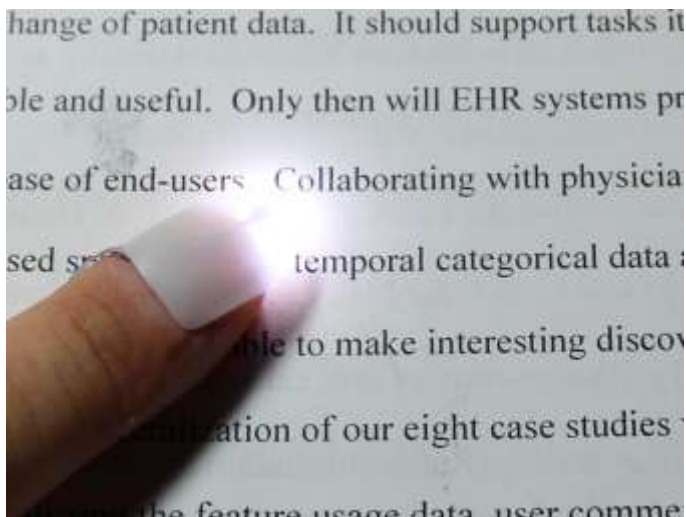 hange of patient data. It should support tasks it
ble and useful. Only then will EHR systems pr
ase of end-users. Collaborating with physicia
sed temporal categorical data a
able to make interesting discov
ation of our eight case studies
the feature usage data, user comme